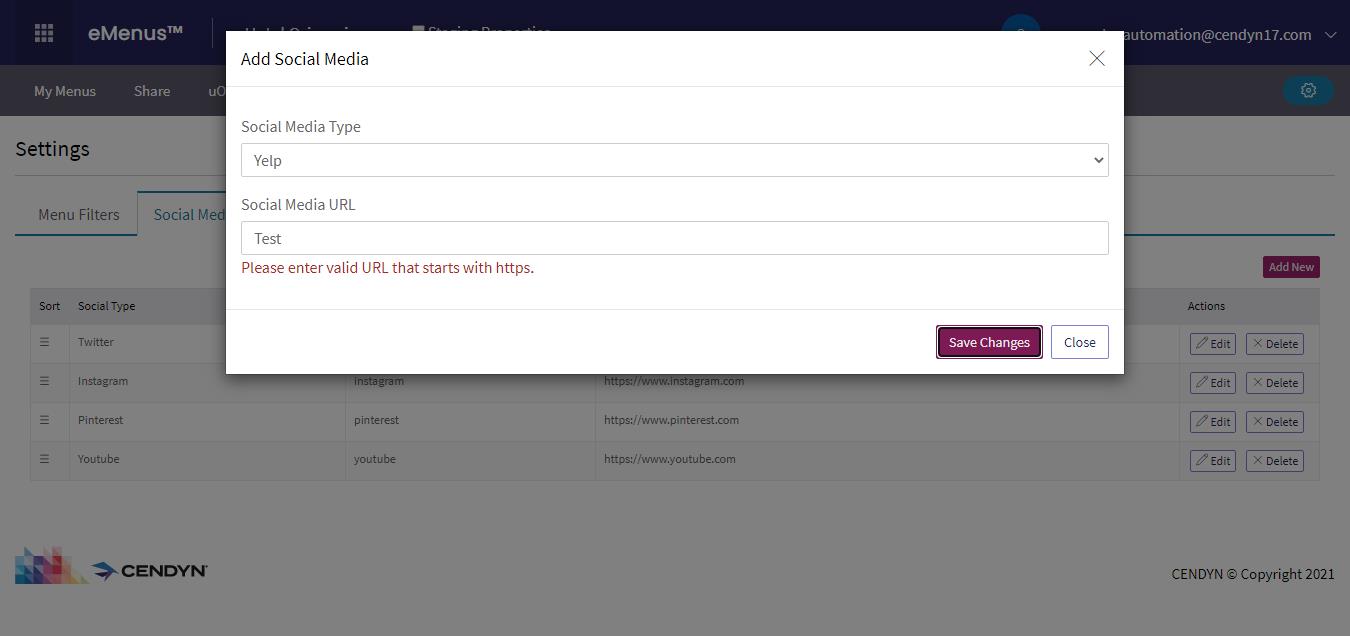 eMenus™
automation@cendyn17.com
Add Social Media
My Menus Share uO
Social Media Type
Yelp
Settings
Social Media URL
Menu Filters Social Med
Test
Please enter valid URL that starts with https.
Add New
Sort Social Type Actions
Save Changes Close
Twitter Edit Delete
Instagram instagram https://www.instagram.com Edit Delete
Pinterest pinterest https://www.pinterest.com Edit Delete
Youtube youtube https://www.youtube.com Edit Delete
CENDYN
CENDYN © Copyright 2021